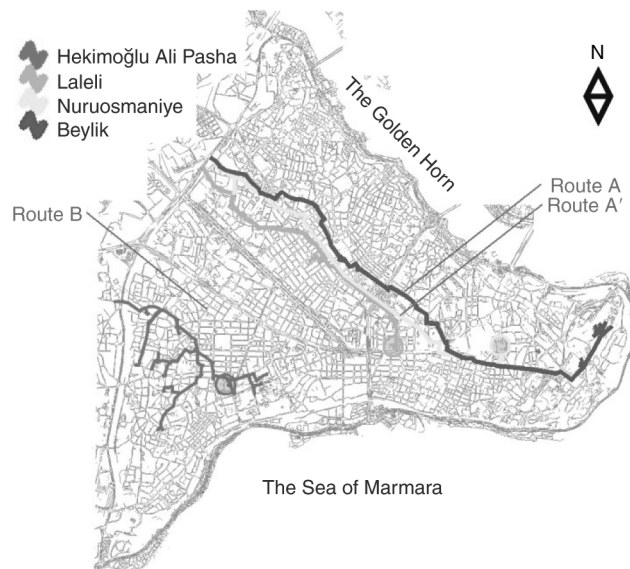 Hekimoğlu Ali Pasha
Laleli
Nuruosmaniye
Beylik
N
The Golden Horn
Route A
Route A′
Route B
The Sea of Marmara